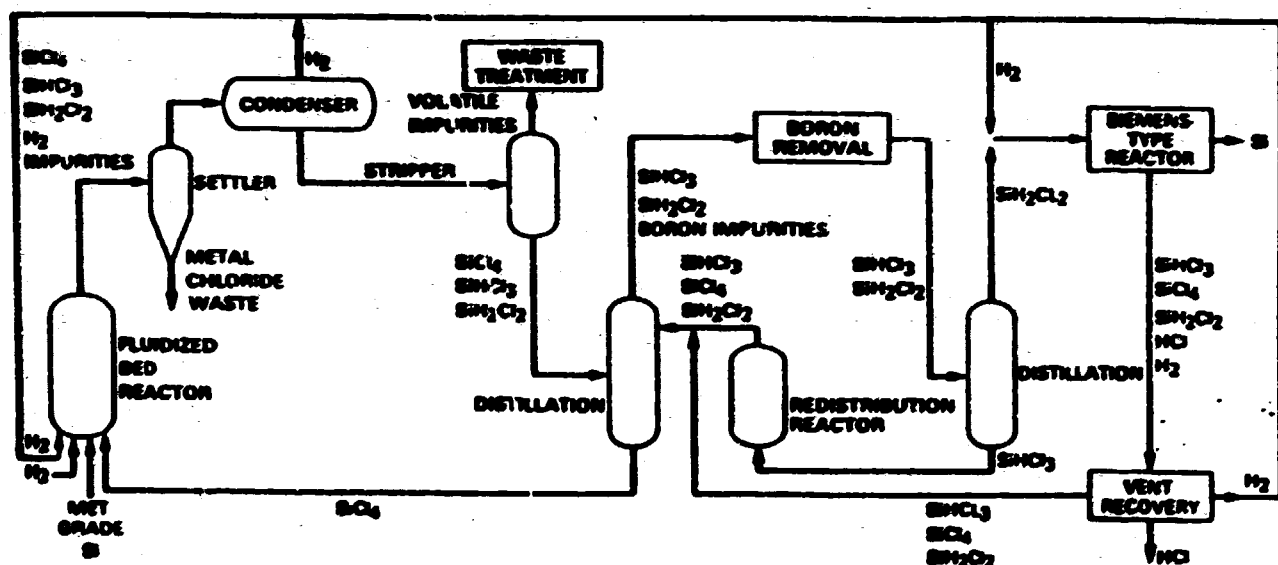 SiCl4
SiHCl3
SiH2Cl2
H2
IMPURITIES
H2
CONDENSER
SETTLER
METAL
CHLORIDE
WASTE
FLUIDIZED
BED
REACTOR
H2
H2
MET
GRADE
Si
SiCl4
STRIPPER
WASTE
TREATMENT
VOLATILE
IMPURITIES
SiCl4
SiHCl3
SiH2Cl2
DISTILLATION
SiHCl3
SiH2Cl2
BORON IMPURITIES
SiHCl3
SiCl4
SiH2Cl2
BORON
REMOVAL
SiHCl3
SiH2Cl2
REDISTRIBUTION
REACTOR
H2
SiH2CL2
DISTILLATION
SiHCl3
SIEMENS-
TYPE
REACTOR
Si
SiHCl3
SiCl4
SiH2Cl2
HCl
H2
VENT
RECOVERY
H2
HCl
SiHCL3
SiCl4
SiH2Cl2